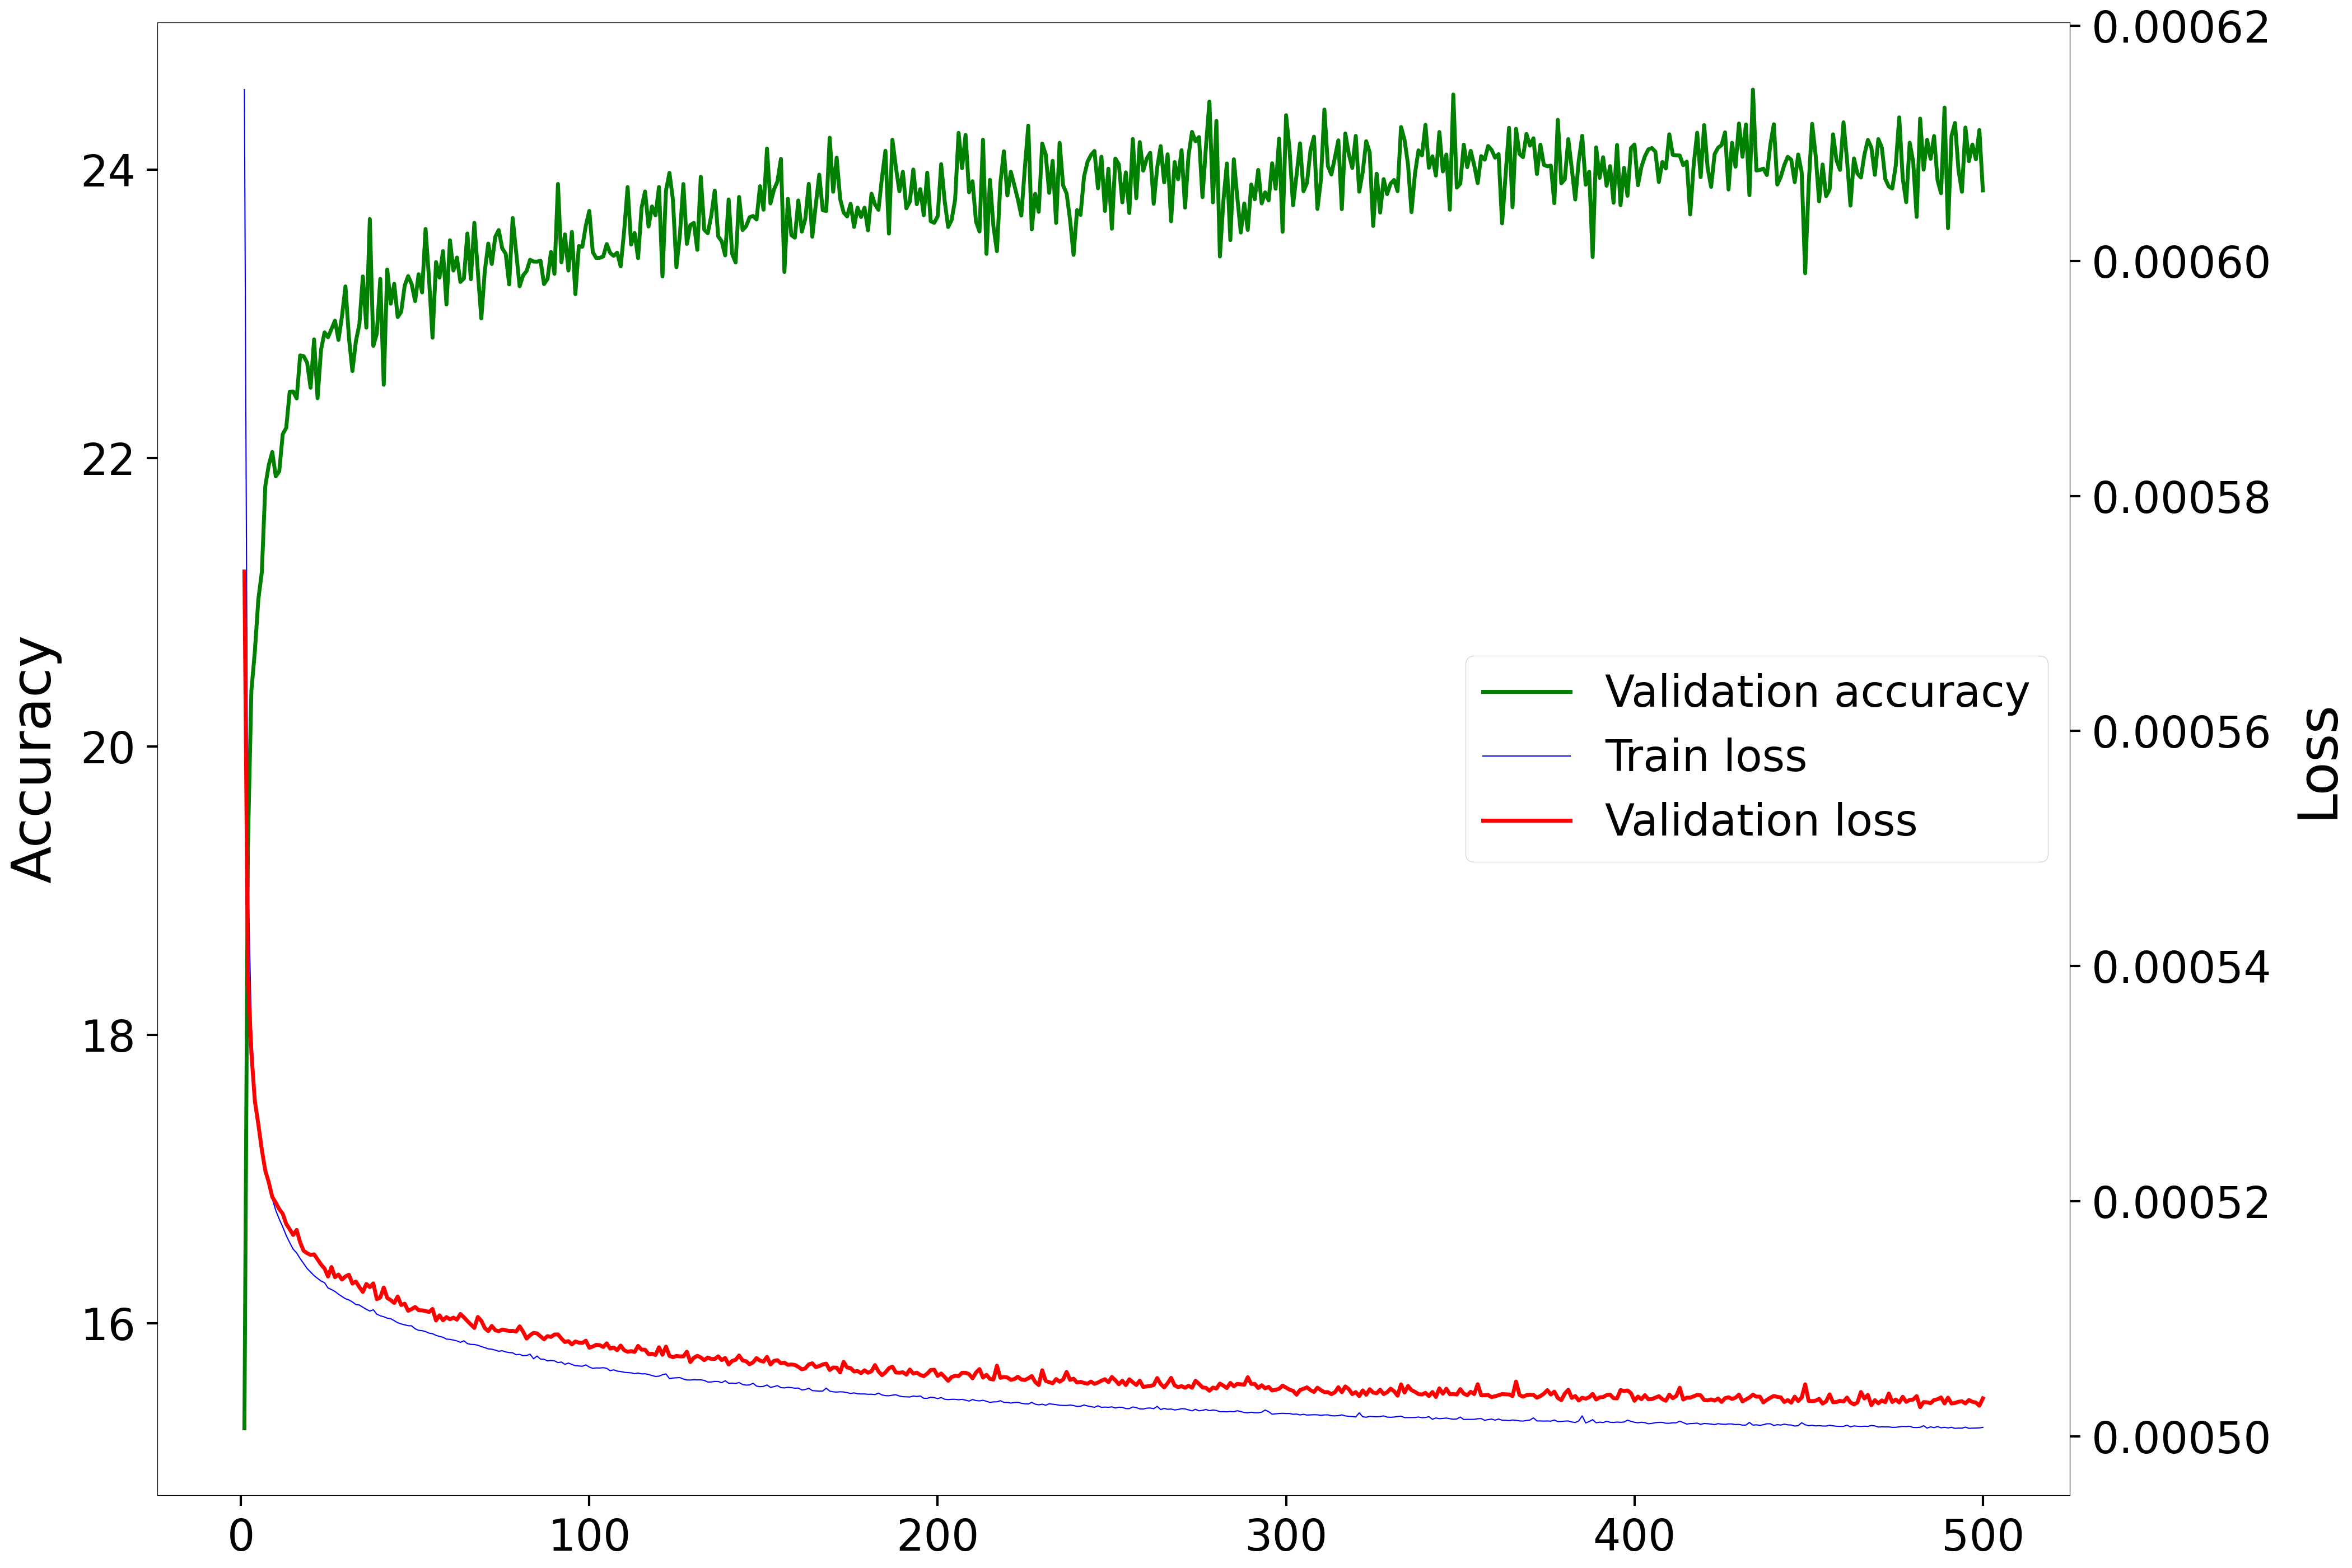 Accuracy
24
22
20
18
16
0 100 200 300 400 500
Validation accuracy
Train loss
Validation loss
0.00062
0.00060
0.00058
0.00056
0.00054
0.00052
0.00050
Loss